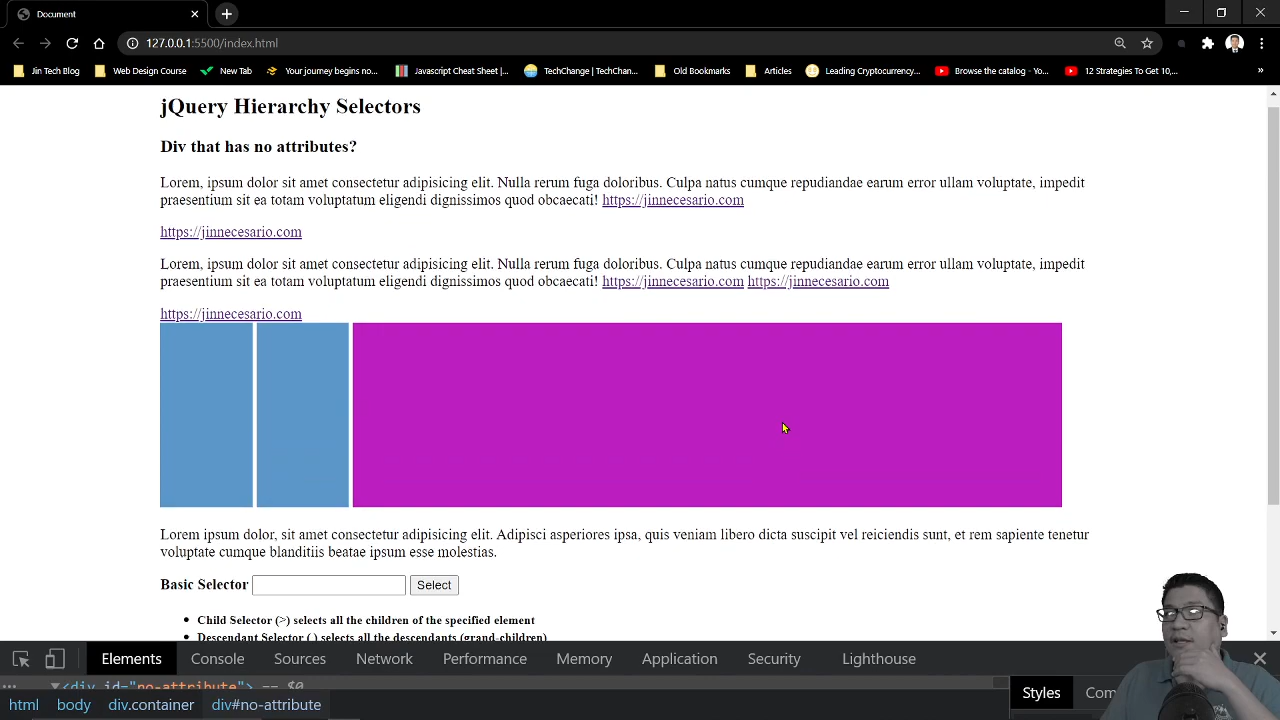 Document
127.0.0.1:5500/index.html
Jin Tech Blog
Web Design Course
New Tab
Your journey begins no...
Javascript Cheat Sheet |...
TechChange | TechChan...
Old Bookmarks
Articles
Leading Cryptocurrency...
Browse the catalog - Yo...
12 Strategies To Get 10,...
»
jQuery Hierarchy Selectors
Div that has no attributes?
Lorem, ipsum dolor sit amet consectetur adipisicing elit. Nulla rerum fuga doloribus. Culpa natus cumque repudiandae earum error ullam voluptate, impedit
praesentium sit ea totam voluptatum eligendi dignissimos quod obcaecati! https://jinnecesario.com
https://jinnecesario.com
Lorem, ipsum dolor sit amet consectetur adipisicing elit. Nulla rerum fuga doloribus. Culpa natus cumque repudiandae earum error ullam voluptate, impedit
praesentium sit ea totam voluptatum eligendi dignissimos quod obcaecati! https://jinnecesario.com https://jinnecesario.com
https://jinnecesario.com
Lorem ipsum dolor, sit amet consectetur adipisicing elit. Adipisci asperiores ipsa, quis veniam libero dicta suscipit vel reiciendis sunt, et rem sapiente tenetur
voluptate cumque blanditiis beatae ipsum esse molestias.
Basic Selector Select
Child Selector (>) selects all the children of the specified element
Descendant Selector ( ) selects all the descendants (grand-children)
Elements Console Sources Network Performance Memory Application Security Lighthouse
<div id="no-attribute"> == $0
html body div.container div#no-attribute
Styles Com